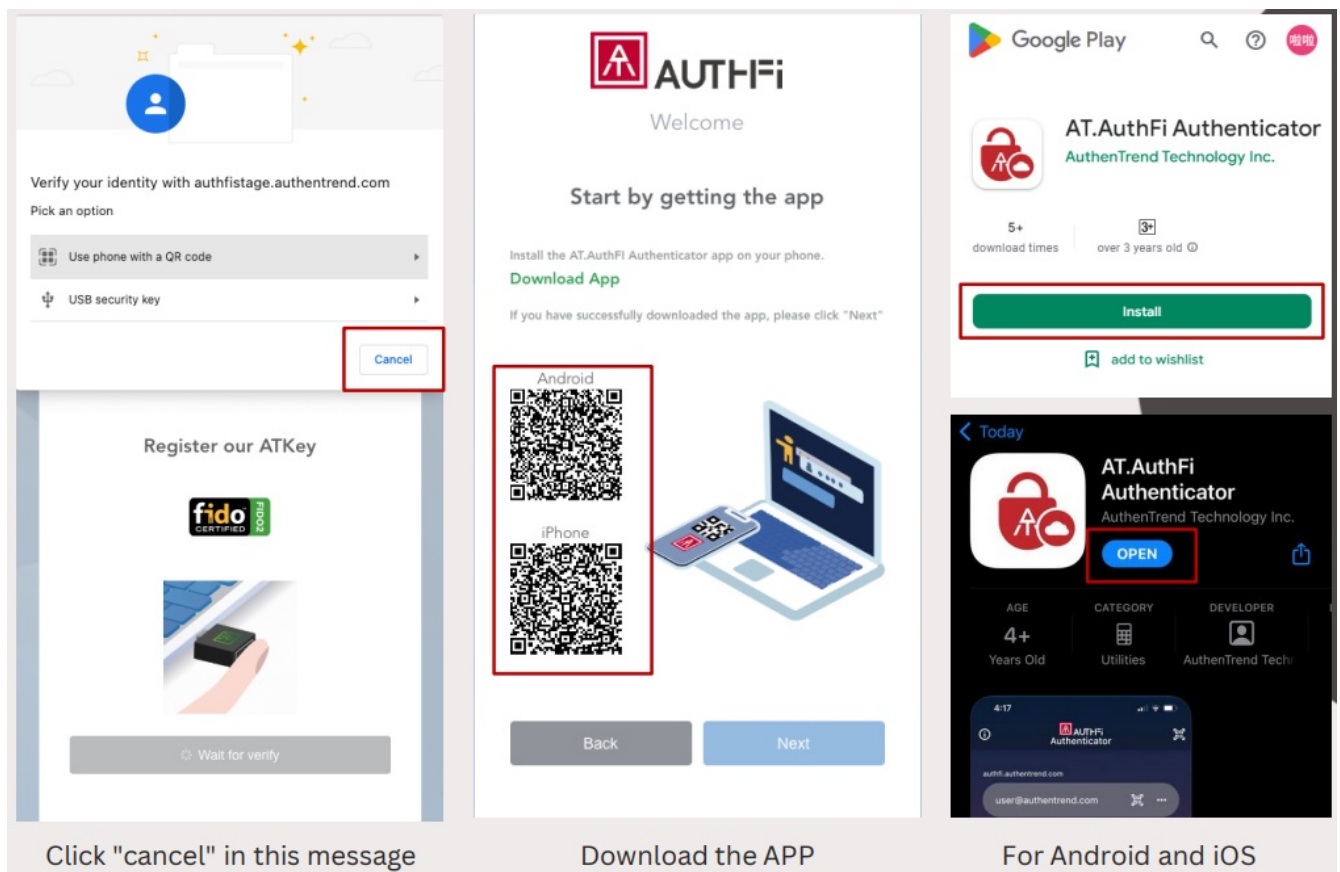 Verify your identity with authfistage.authentrend.com
Pick an option
Use phone with a QR code
USB security key
Cancel
Register our ATKey
fido
CERTIFIED
FIDO2
Wait for verify
Click "cancel" in this message
AUTHFi
Welcome
Start by getting the app
Install the AT.AuthFi Authenticator app on your phone.
Download App
If you have successfully downloaded the app, please click "Next"
Android
iPhone
Back
Next
Download the APP
Google Play
啦啦
AT.AuthFi Authenticator
AuthenTrend Technology Inc.
5+
download times
3+
over 3 years old
Install
add to wishlist
Today
AT.AuthFi
Authenticator
AuthenTrend Technology Inc.
OPEN
AGE
4+
Years Old
CATEGORY
Utilities
DEVELOPER
AuthenTrend Techn
4:17
AUTHFi
Authenticator
authfi.authentrend.com
user@authentrend.com
For Android and iOS